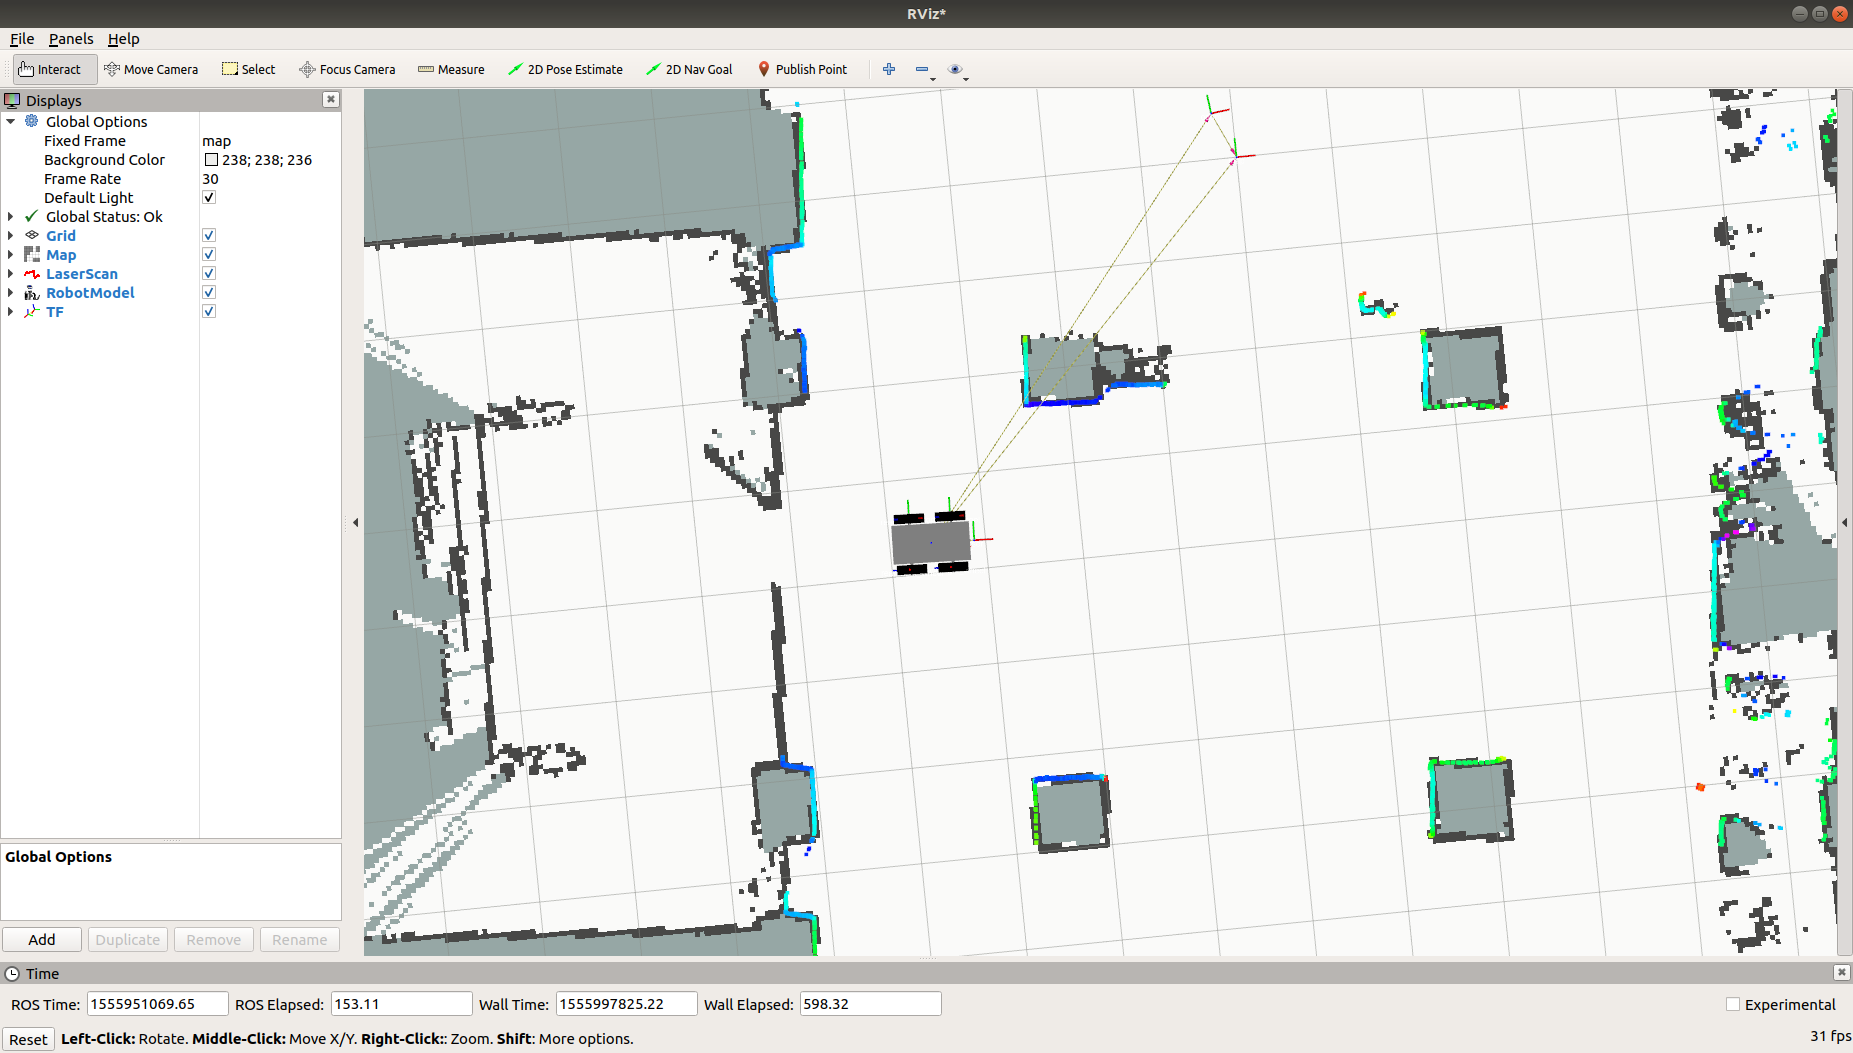 RViz*
File Panels Help
Interact Move Camera Select Focus Camera Measure 2D Pose Estimate 2D Nav Goal Publish Point
Displays
Global Options
Fixed Frame map
Background Color 238; 238; 236
Frame Rate 30
Default Light
Global Status: Ok
Grid
Map
LaserScan
RobotModel
TF
Global Options
Add Duplicate Remove Rename
Time
ROS Time: 1555951069.65 ROS Elapsed: 153.11 Wall Time: 1555997825.22 Wall Elapsed: 598.32 Experimental
Reset Left-Click: Rotate. Middle-Click: Move X/Y. Right-Click:: Zoom. Shift: More options. 31 fps